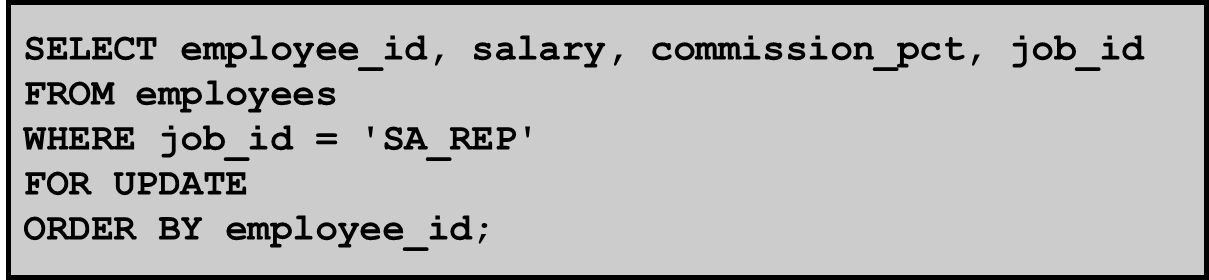 SELECT employee_id, salary, commission_pct, job_id
FROM employees
WHERE job_id = 'SA_REP'
FOR UPDATE
ORDER BY employee_id;